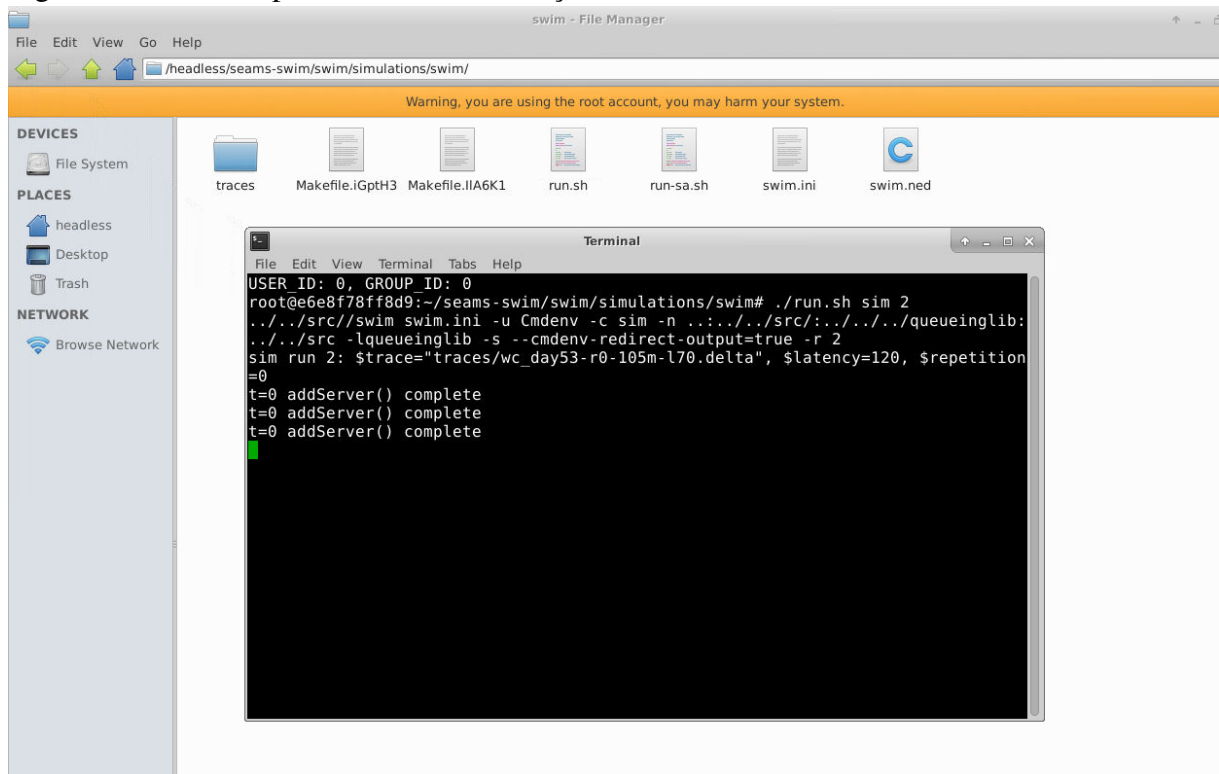 swim - File Manager
File Edit View Go Help
/headless/seams-swim/swim/simulations/swim/
Warning, you are using the root account, you may harm your system.
DEVICES
File System
PLACES
headless
Desktop
Trash
NETWORK
Browse Network
traces Makefile.iGptH3 Makefile.IIA6K1 run.sh run-sa.sh swim.ini swim.ned
Terminal
File Edit View Terminal Tabs Help
USER_ID: 0, GROUP_ID: 0
root@e6e8f78ff8d9:~/seams-swim/swim/simulations/swim# ./run.sh sim 2
../../src//swim swim.ini -u Cmdenv -c sim -n ..:../../src/:../../../queueinglib:
../../src -lqueueinglib -s --cmdenv-redirect-output=true -r 2
sim run 2: $trace="traces/wc_day53-r0-105m-l70.delta", $latency=120, $repetition
=0
t=0 addServer() complete
t=0 addServer() complete
t=0 addServer() complete